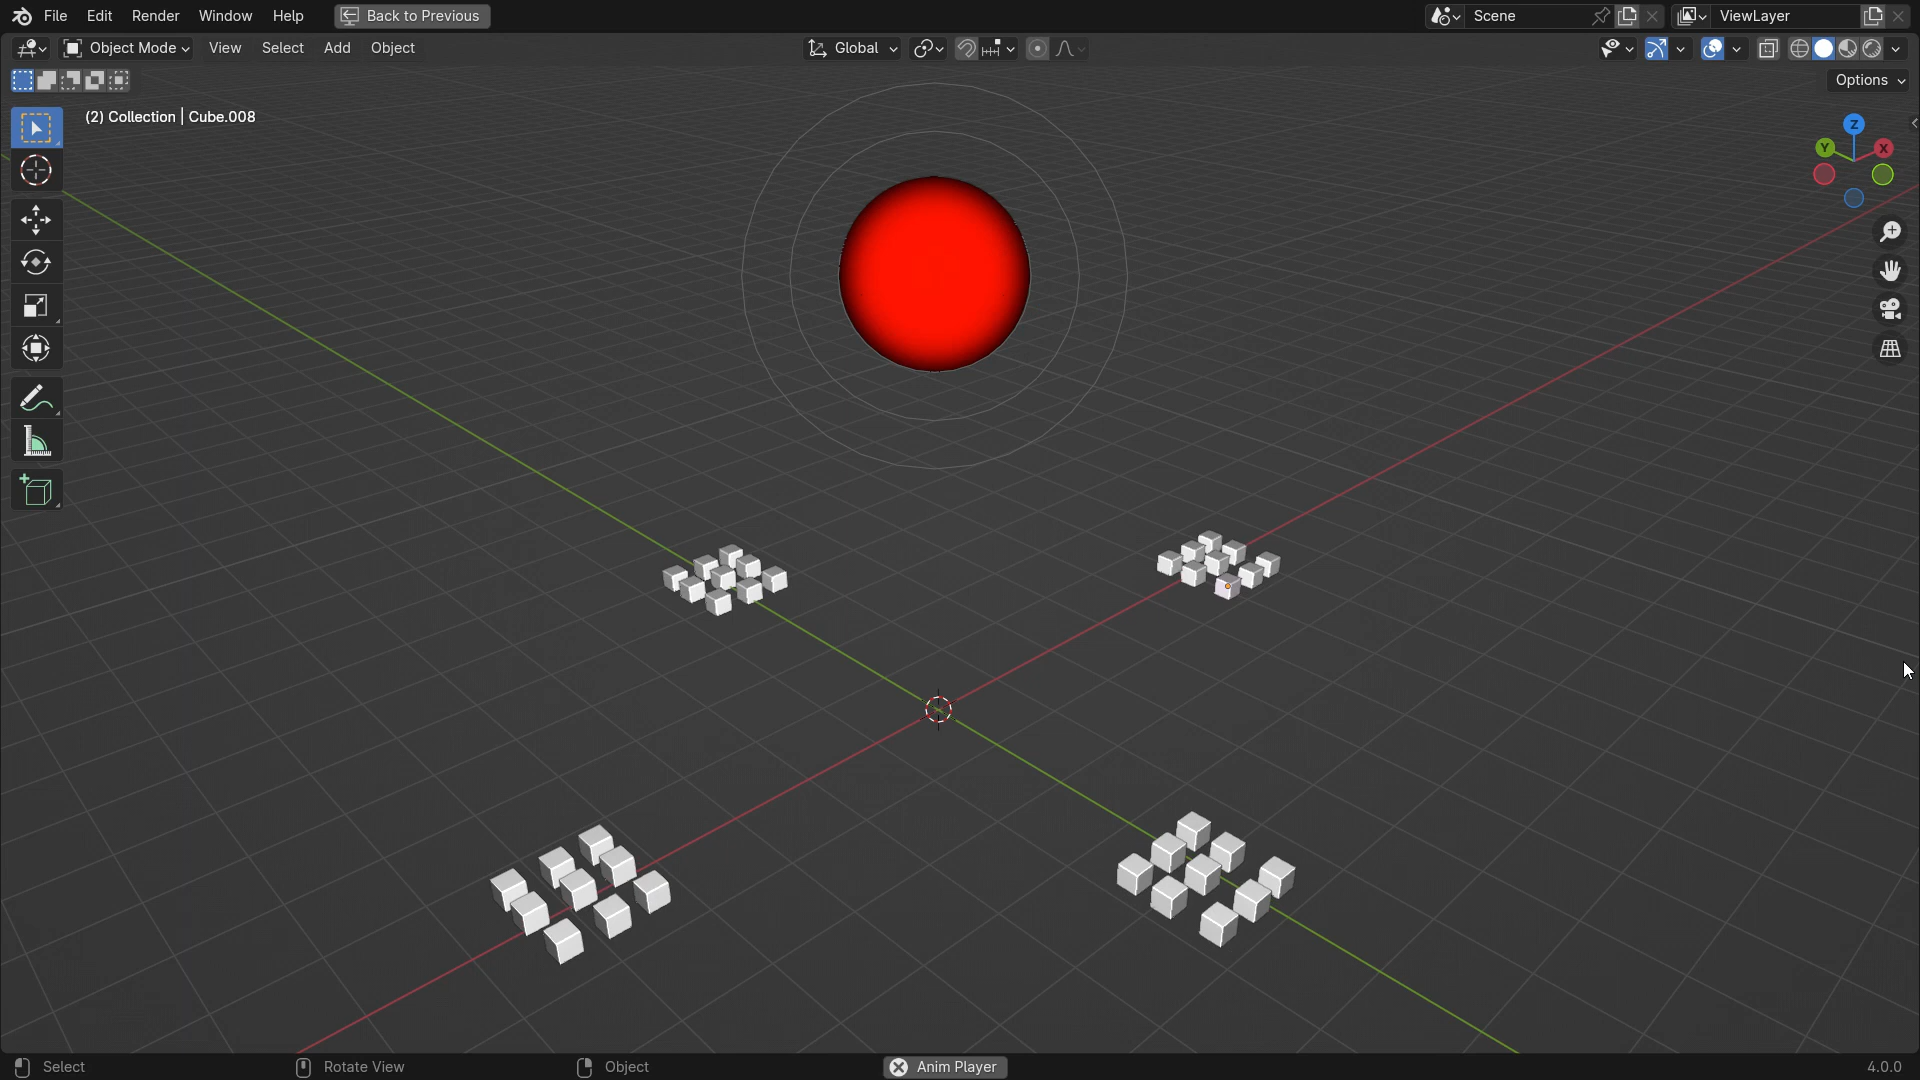 File Edit Render Window Help Back to Previous Scene ViewLayer
Object Mode View Select Add Object Global
Options
(2) Collection | Cube.008
Z
Y X
Select Rotate View Object Anim Player 4.0.0